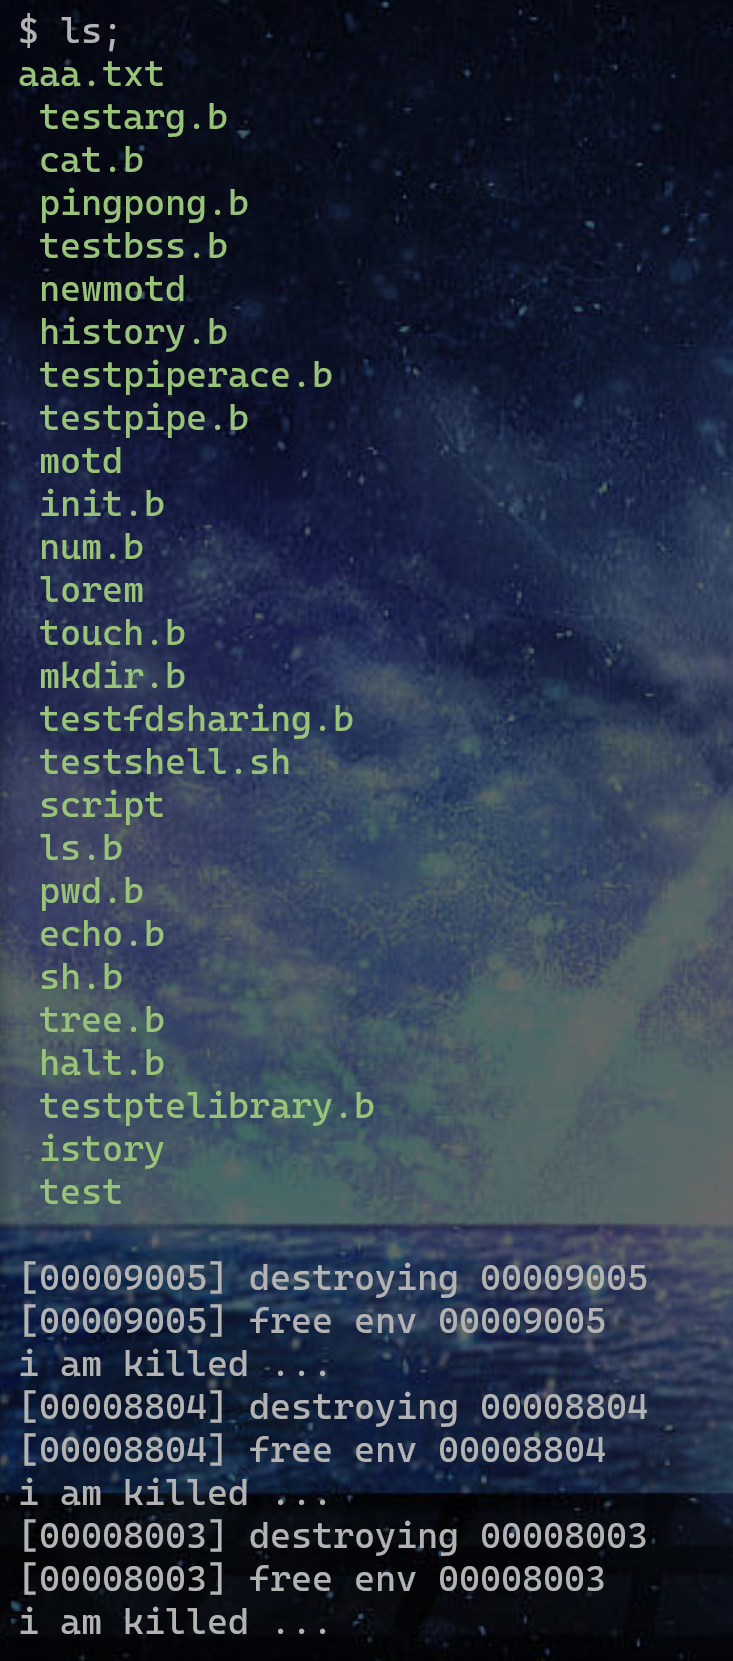 $ ls;
aaa.txt
testarg.b
cat.b
pingpong.b
testbss.b
newmotd
history.b
testpiperace.b
testpipe.b
motd
init.b
num.b
lorem
touch.b
mkdir.b
testfdsharing.b
testshell.sh
script
ls.b
pwd.b
echo.b
sh.b
tree.b
halt.b
testptelibrary.b
istory
test
[00009005] destroying 00009005
[00009005] free env 00009005
i am killed ...
[00008804] destroying 00008804
[00008804] free env 00008804
i am killed ...
[00008003] destroying 00008003
[00008003] free env 00008003
i am killed ...